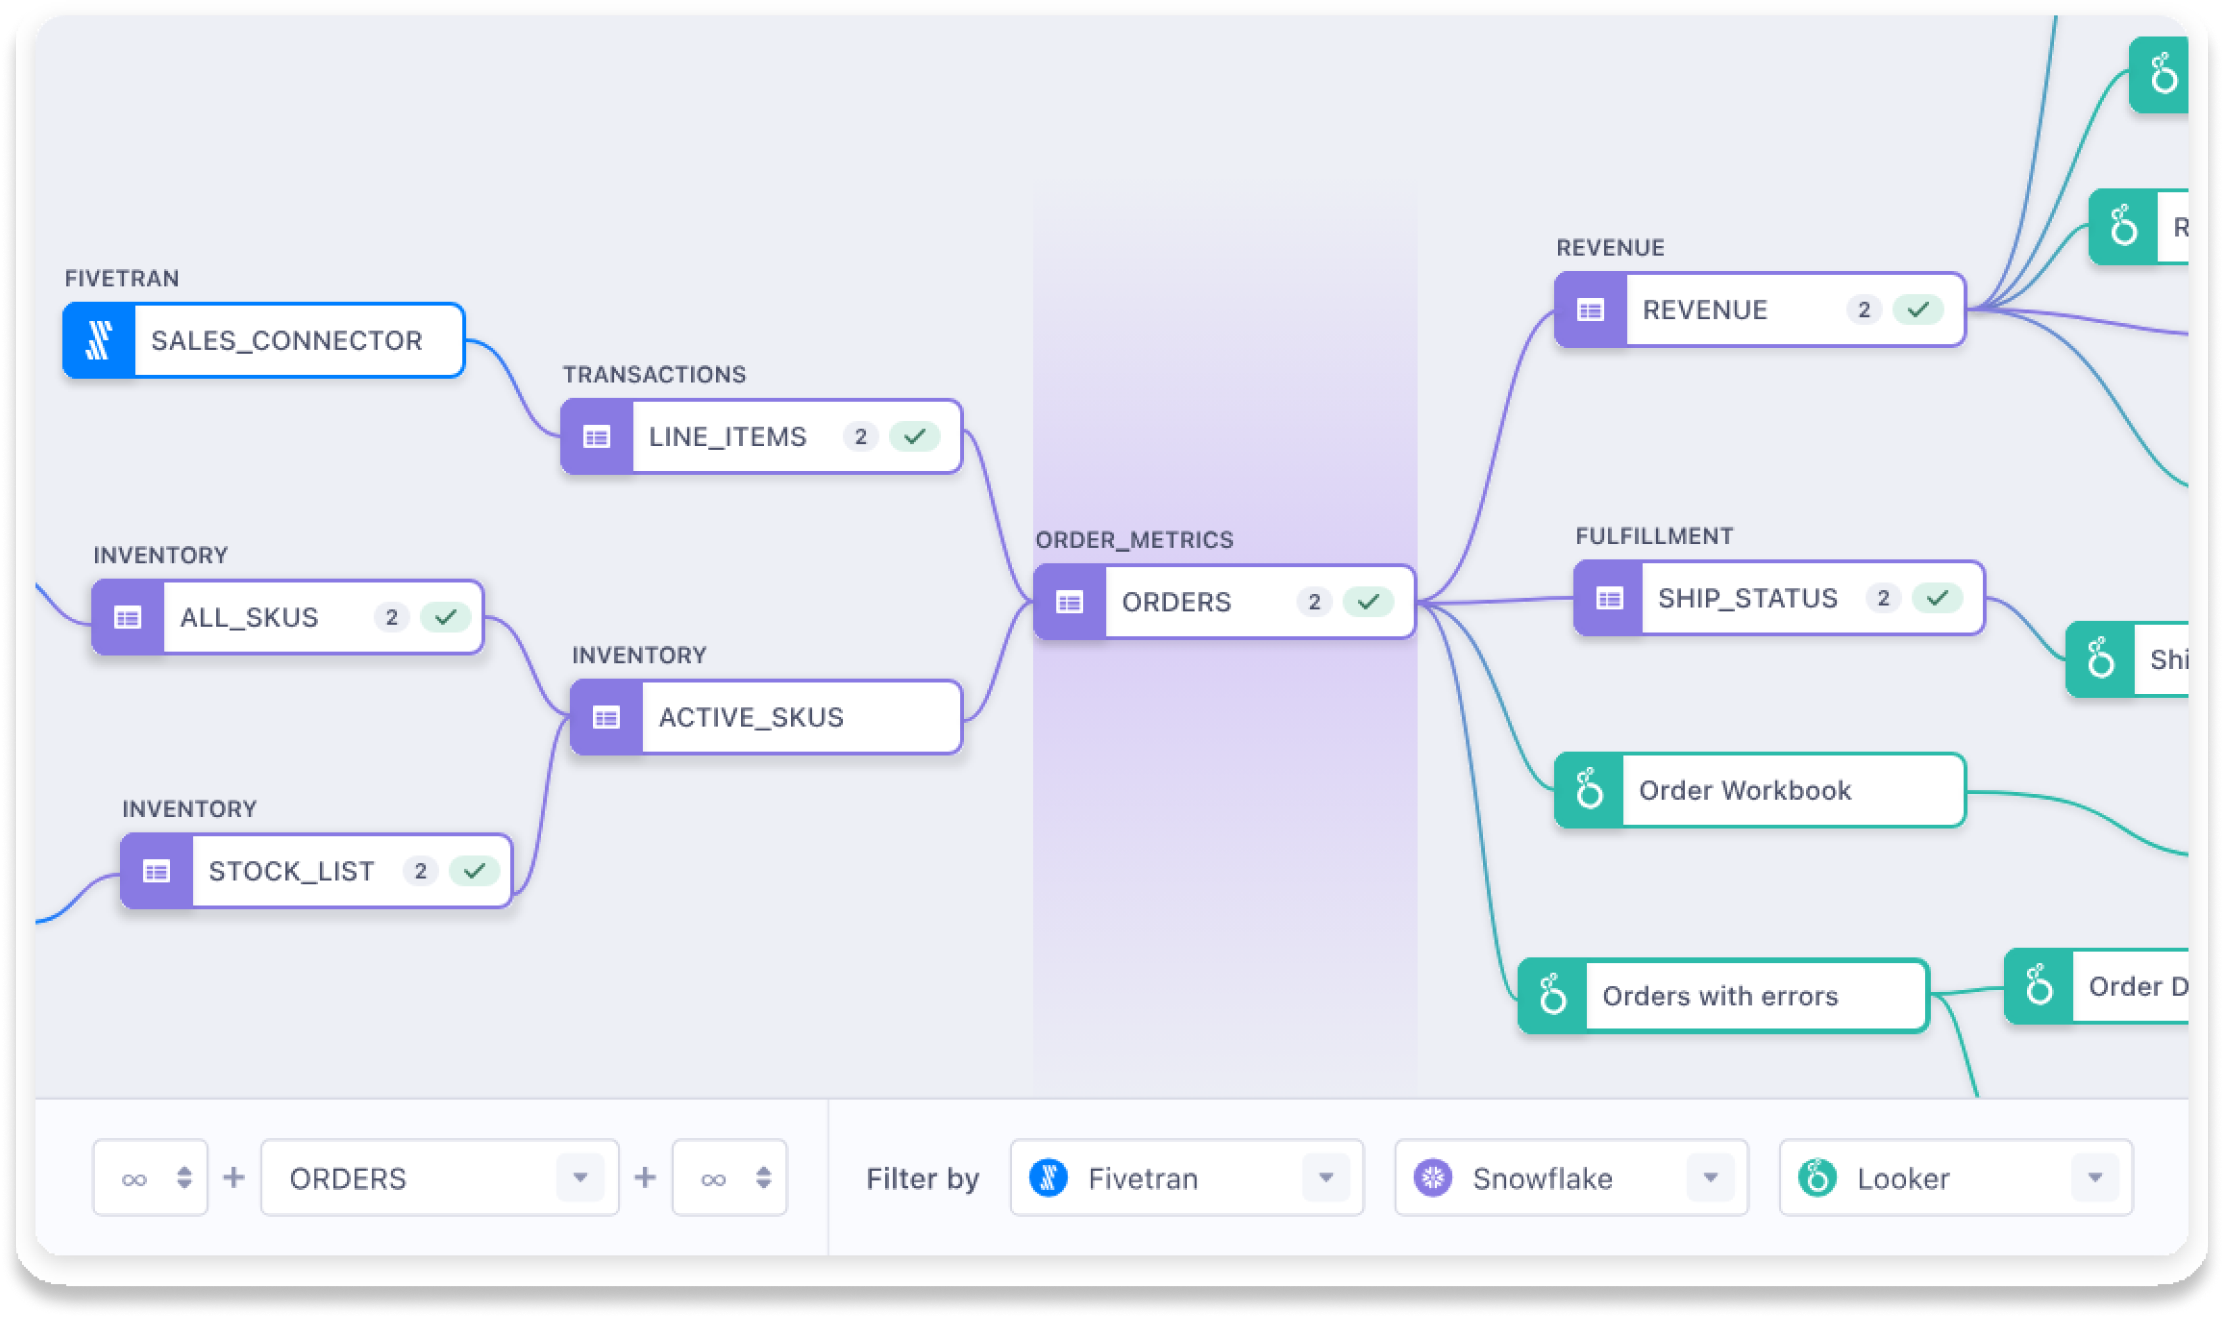 FIVETRAN
SALES_CONNECTOR
TRANSACTIONS
LINE_ITEMS 2
INVENTORY
ALL_SKUS 2
INVENTORY
ACTIVE_SKUS
INVENTORY
STOCK_LIST 2
ORDER_METRICS
ORDERS 2
REVENUE
REVENUE 2
R
FULFILLMENT
SHIP_STATUS 2
Shi
Order Workbook
Orders with errors
Order D
∞ + ORDERS + ∞
Filter by Fivetran Snowflake Looker